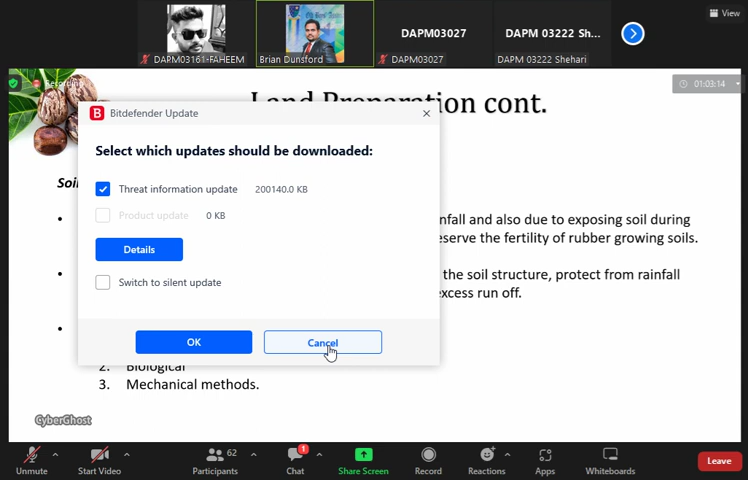 View
DARM03161-FAHEEM
Brian Dunsford
DAPM03027
DAPM03027
DAPM 03222 Sh...
DAPM 03222 Shehari
Recording
01:03:14
Land Preparation cont.
Bitdefender Update
Select which updates should be downloaded:
Threat information update 200140.0 KB
Product update 0 KB
Details
Switch to silent update
OK
Cancel
Soil
nfall and also due to exposing soil during
eserve the fertility of rubber growing soils.
the soil structure, protect from rainfall
excess run off.
2. Biological
3. Mechanical methods.
CyberGhost
Unmute
Start Video
62
Participants
1
Chat
Share Screen
Record
Reactions
Apps
Whiteboards
Leave